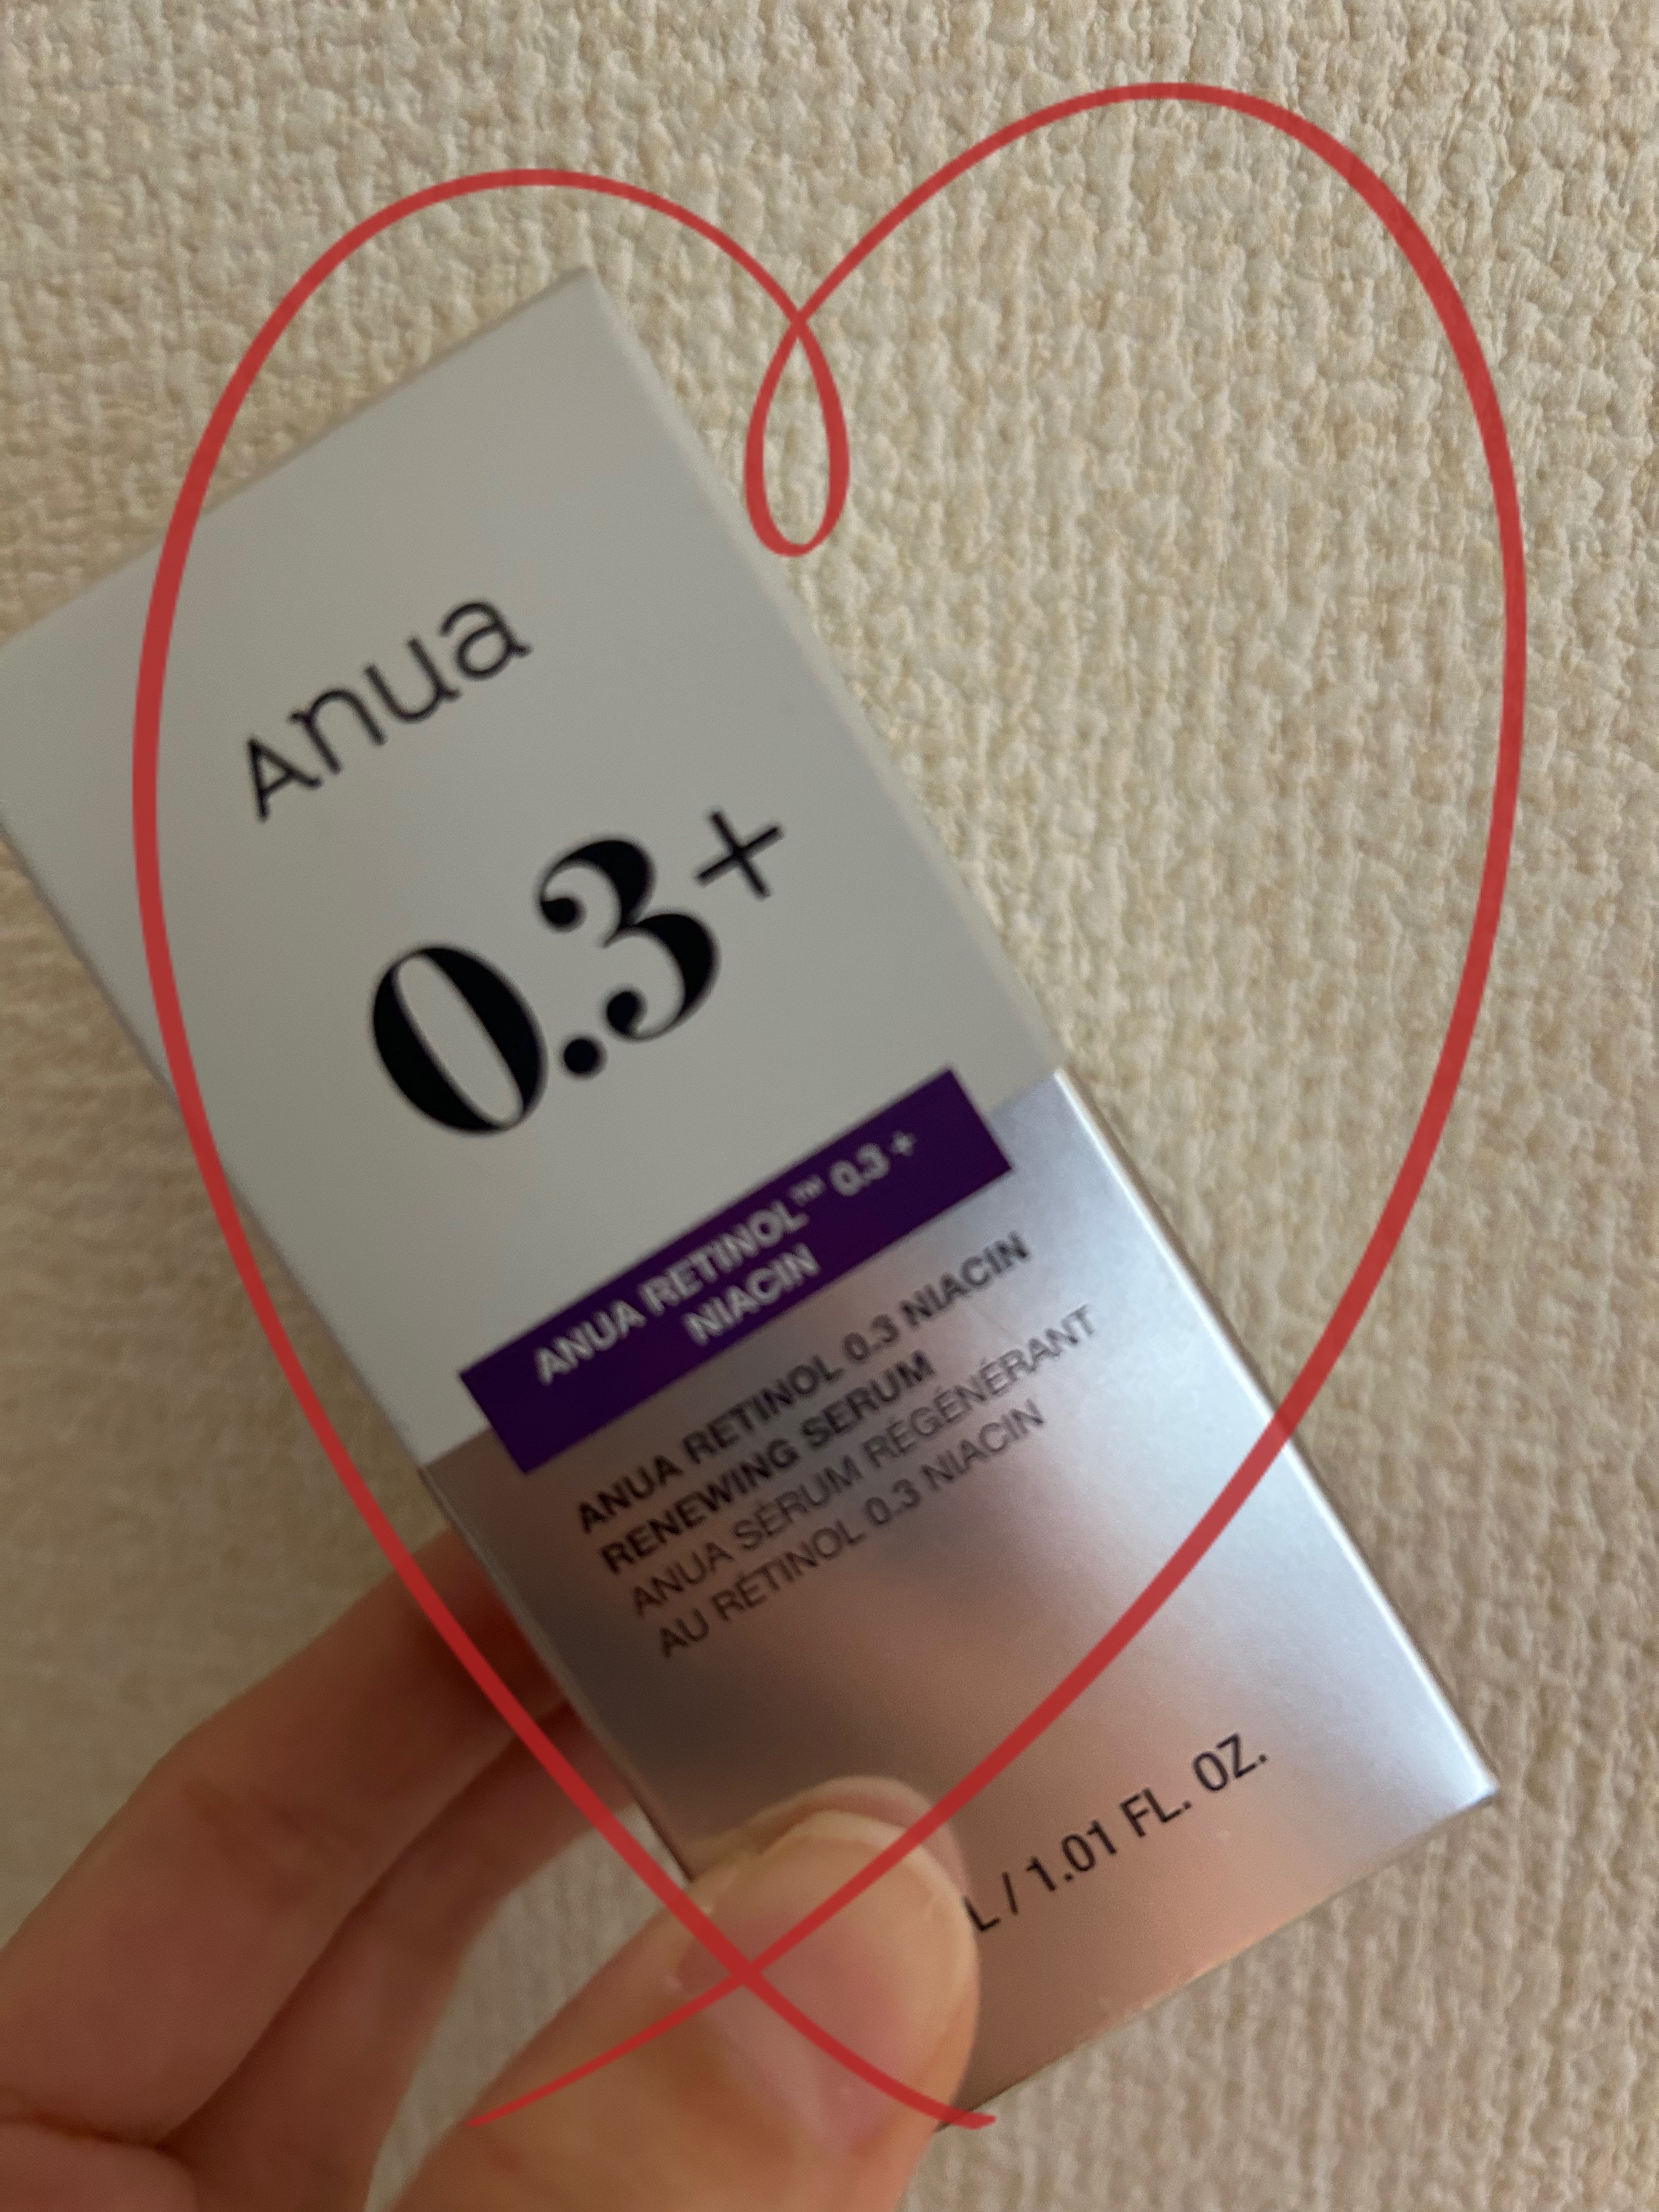 Anua
0.3+
ANUA RETINOL™ 0.3 +
NIACIN
ANUA RETINOL 0.3 NIACIN
RENEWING SERUM
ANUA SÉRUM RÉGÉNÉRANT
AU RÉTINOL 0.3 NIACIN
L / 1.01 FL. OZ.